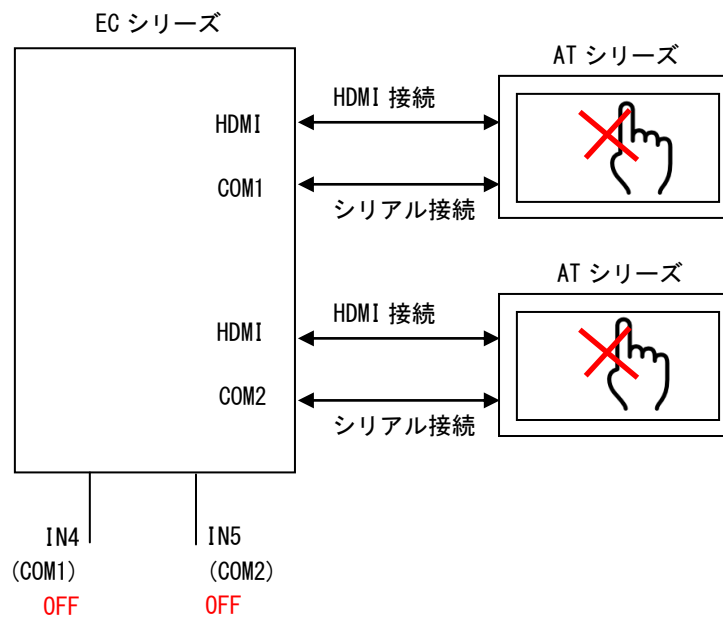 EC シリーズ
AT シリーズ
HDMI 接続
HDMI
COM1
シリアル接続
AT シリーズ
HDMI 接続
HDMI
COM2
シリアル接続
IN4
(COM1)
OFF
IN5
(COM2)
OFF